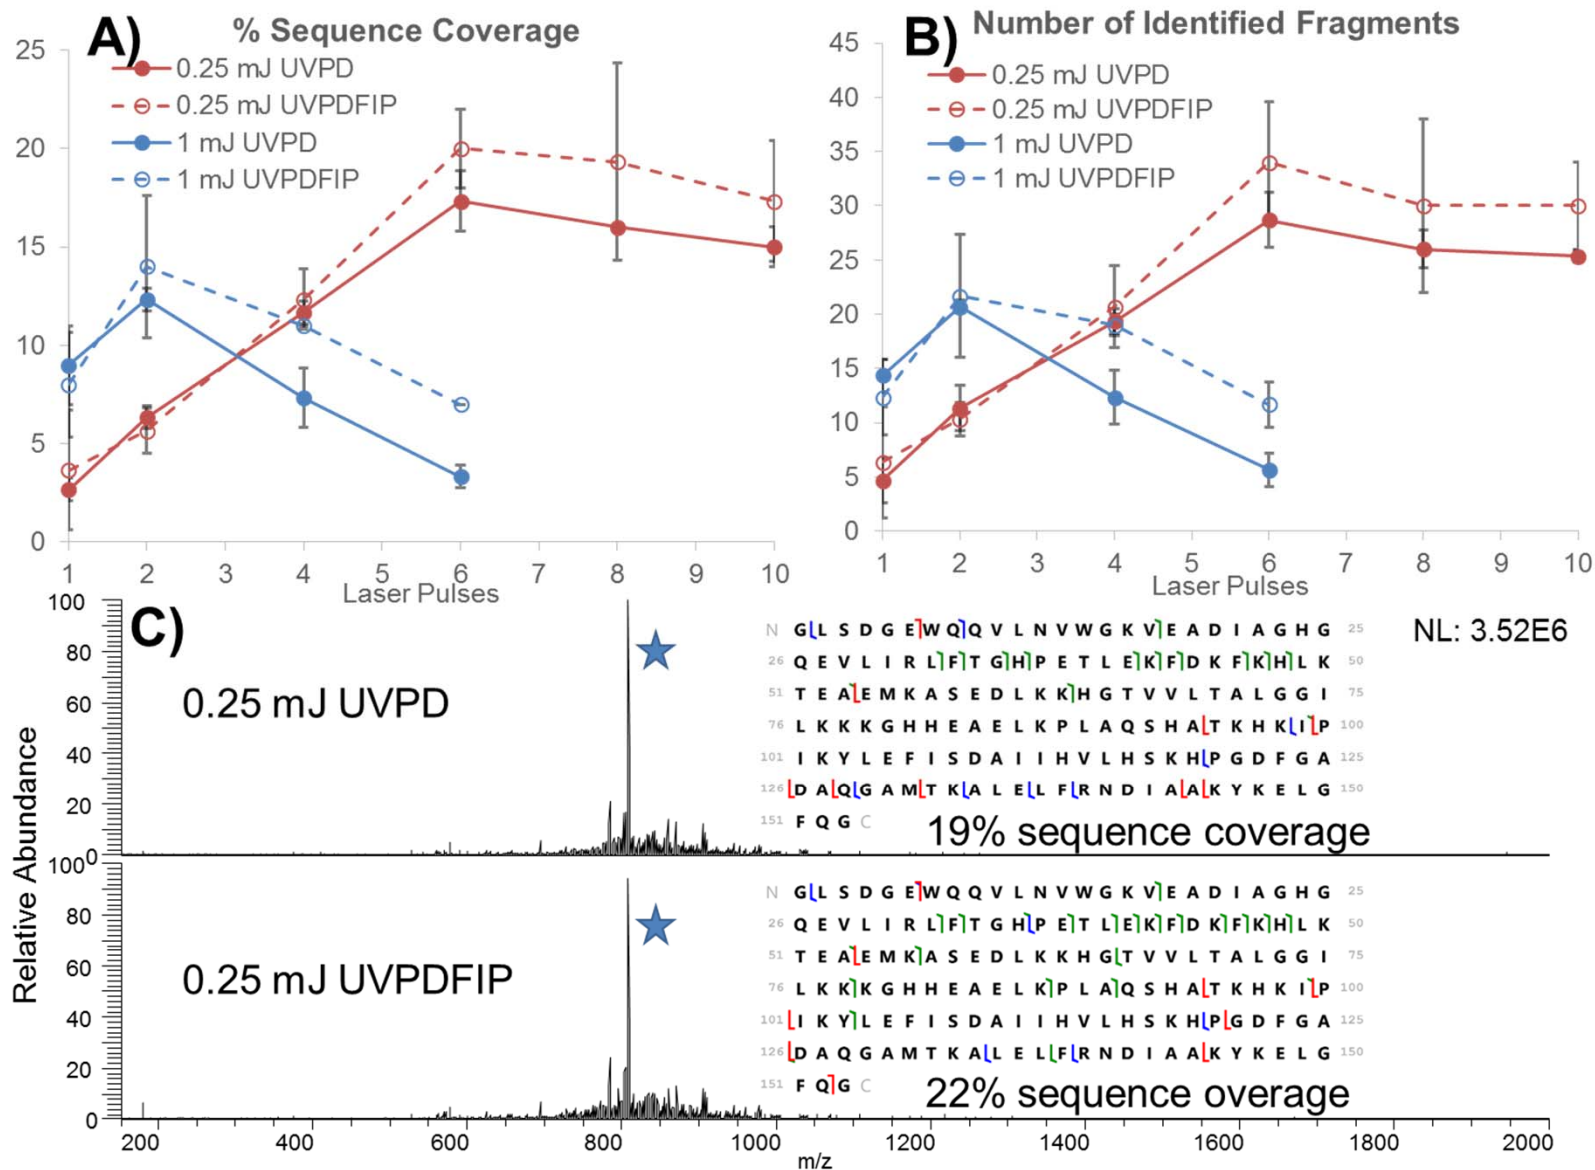 A) % Sequence Coverage
0.25 mJ UVPD
0.25 mJ UVPDFIP
1 mJ UVPD
1 mJ UVPDFIP
25
20
15
10
5
0
1 2 3 4 5 6 7 8 9 10
Laser Pulses
B) Number of Identified Fragments
0.25 mJ UVPD
0.25 mJ UVPDFIP
1 mJ UVPD
1 mJ UVPDFIP
45
40
35
30
25
20
15
10
5
0
1 2 3 4 5 6 7 8 9 10
Laser Pulses
C)
Relative Abundance
100
80
60
40
20
0
0.25 mJ UVPD
NL: 3.52E6
N G L S D G E W Q Q V L N V W G K V E A D I A G H G 25
26 Q E V L I R L F T G H P E T L E K F D K F K H L K 50
51 T E A E M K A S E D L K K H G T V V L T A L G G I 75
76 L K K K G H H E A E L K P L A Q S H A T K H K I P 100
101 I K Y L E F I S D A I I H V L H S K H P G D F G A 125
126 D A Q G A M T K A L E L F R N D I A A K Y K E L G 150
151 F Q G C
19% sequence coverage
100
80
60
40
20
0
0.25 mJ UVPDFIP
N G L S D G E W Q Q V L N V W G K V E A D I A G H G 25
26 Q E V L I R L F T G H P E T L E K F D K F K H L K 50
51 T E A E M K A S E D L K K H G T V V L T A L G G I 75
76 L K K K G H H E A E L K P L A Q S H A T K H K I P 100
101 I K Y L E F I S D A I I H V L H S K H P G D F G A 125
126 D A Q G A M T K A L E L F R N D I A A K Y K E L G 150
151 F Q G C
22% sequence overage
200 400 600 800 1000 1200 1400 1600 1800 2000
m/z